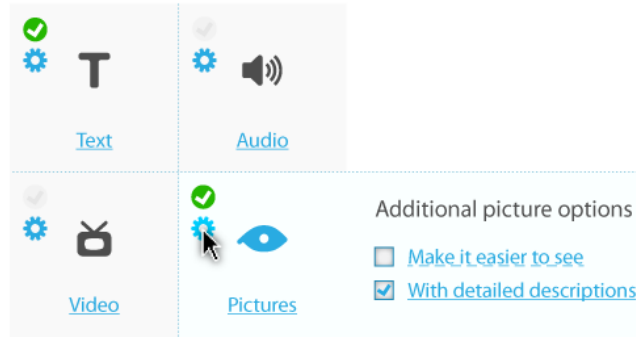 T
Text
Audio
Video
Pictures
Additional picture options
Make it easier to see
With detailed descriptions